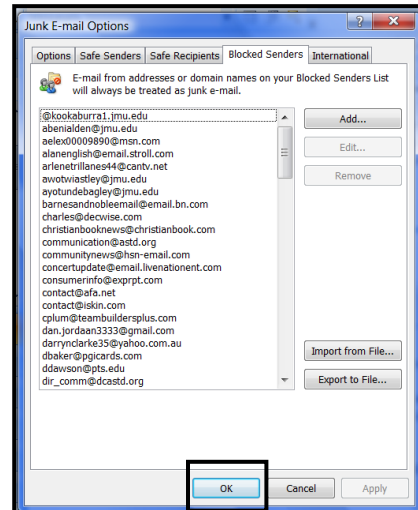 Junk E-mail Options
Options Safe Senders Safe Recipients Blocked Senders International
E-mail from addresses or domain names on your Blocked Senders List
will always be treated as junk e-mail.
@kookaburra1.jmu.edu
abenialden@jmu.edu
aelex00009890@msn.com
alanenglish@email.stroll.com
arlenetrillanes44@cantv.net
awotwiastley@jmu.edu
ayotundebagley@jmu.edu
barnesandnobleemail@email.bn.com
charles@decwise.com
christianbooknews@christianbook.com
communication@astd.org
communitynews@hsn-email.com
concertupdate@email.livenationent.com
consumerinfo@exprpt.com
contact@afa.net
contact@iskin.com
cplum@teambuildersplus.com
dan.jordaan3333@gmail.com
darrynclarke35@yahoo.com.au
dbaker@pgicards.com
ddawson@pts.edu
dir_comm@dcastd.org
Add...
Edit...
Remove
Import from File...
Export to File...
OK Cancel Apply